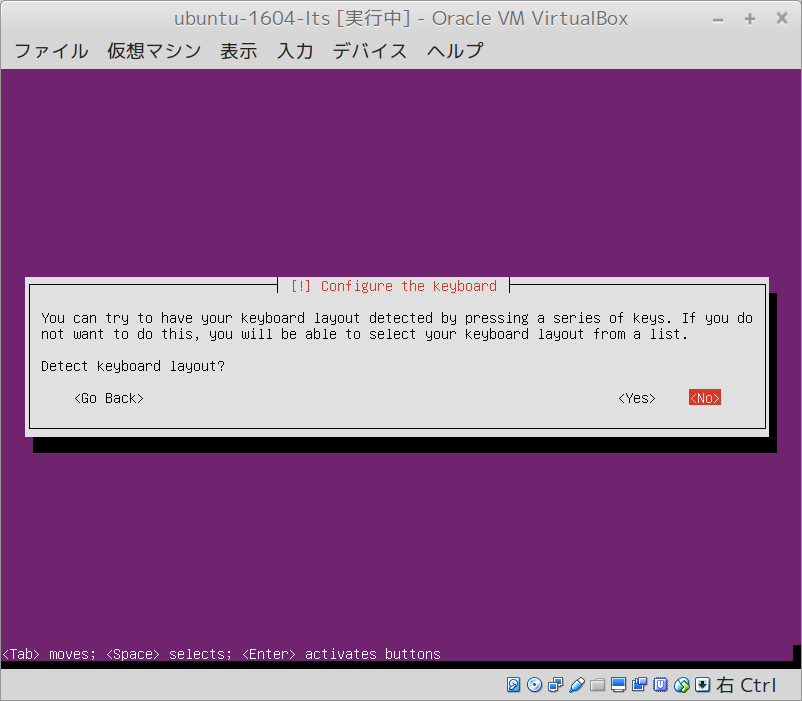 ubuntu-1604-lts [実行中] - Oracle VM VirtualBox
ファイル 仮想マシン 表示 入力 デバイス ヘルプ
[!] Configure the keyboard
You can try to have your keyboard layout detected by pressing a series of keys. If you do
not want to do this, you will be able to select your keyboard layout from a list.
Detect keyboard layout?
<Go Back> <Yes> <No>
<Tab> moves; <Space> selects; <Enter> activates buttons
右 Ctrl